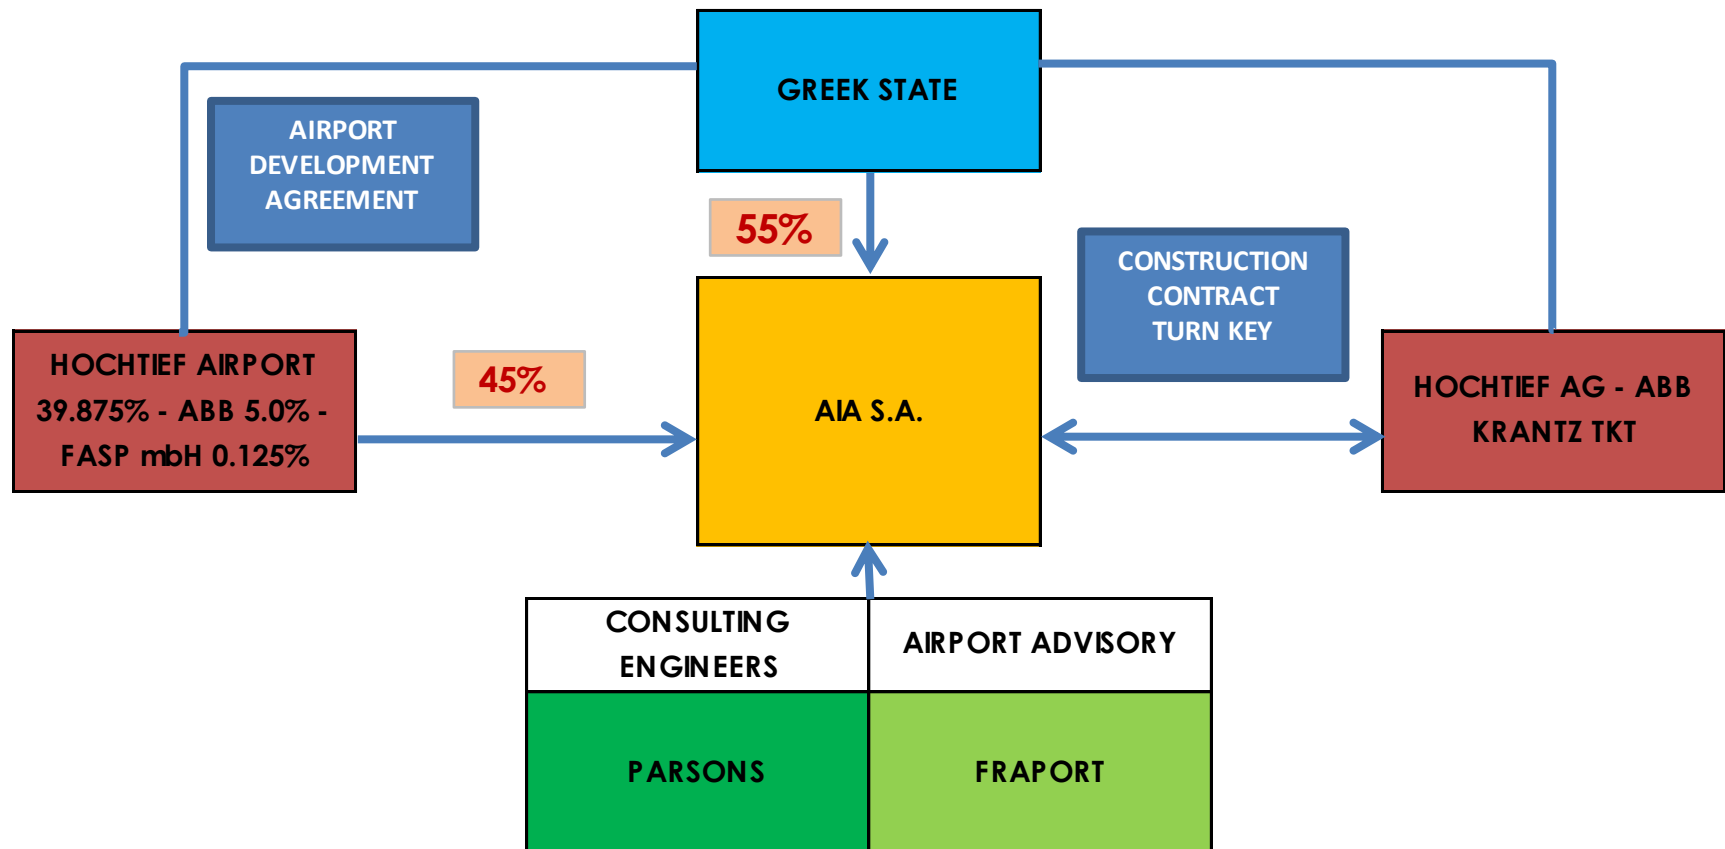 GREEK STATE
AIRPORT
DEVELOPMENT
AGREEMENT
55%
CONSTRUCTION
CONTRACT
TURN KEY
HOCHTIEF AIRPORT
39.875% - ABB 5.0% -
FASP mbH 0.125%
45%
AIA S.A.
HOCHTIEF AG - ABB
KRANTZ TKT
CONSULTING
ENGINEERS
AIRPORT ADVISORY
PARSONS
FRAPORT